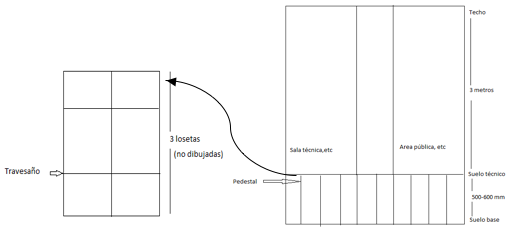 Techo
3 metros
3 losetas
(no dibujadas)
Sala técnica,etc
Area pública, etc
Travesaño
Suelo técnico
Pedestal
500-600 mm
Suelo base